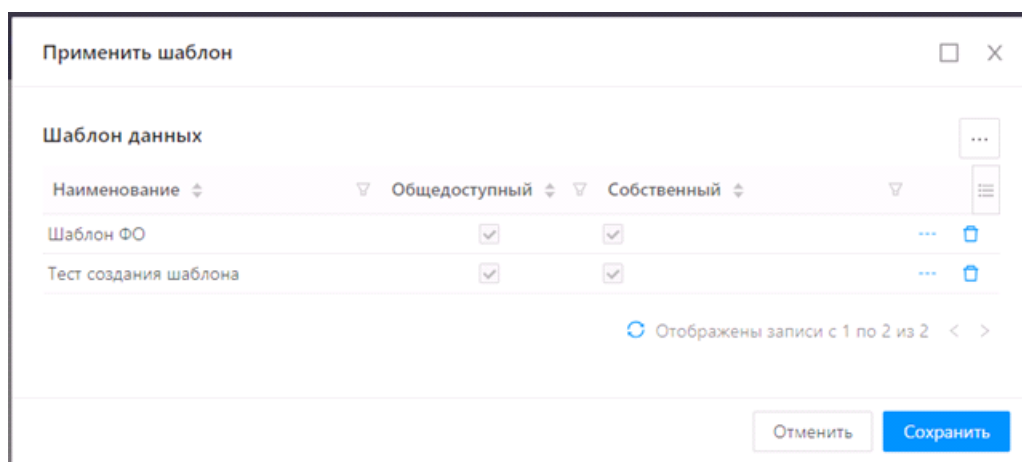 Применить шаблон
Шаблон данных
Наименование Общедоступный Собственный
Шаблон ФО
Тест создания шаблона
Отображены записи с 1 по 2 из 2
Отменить Сохранить